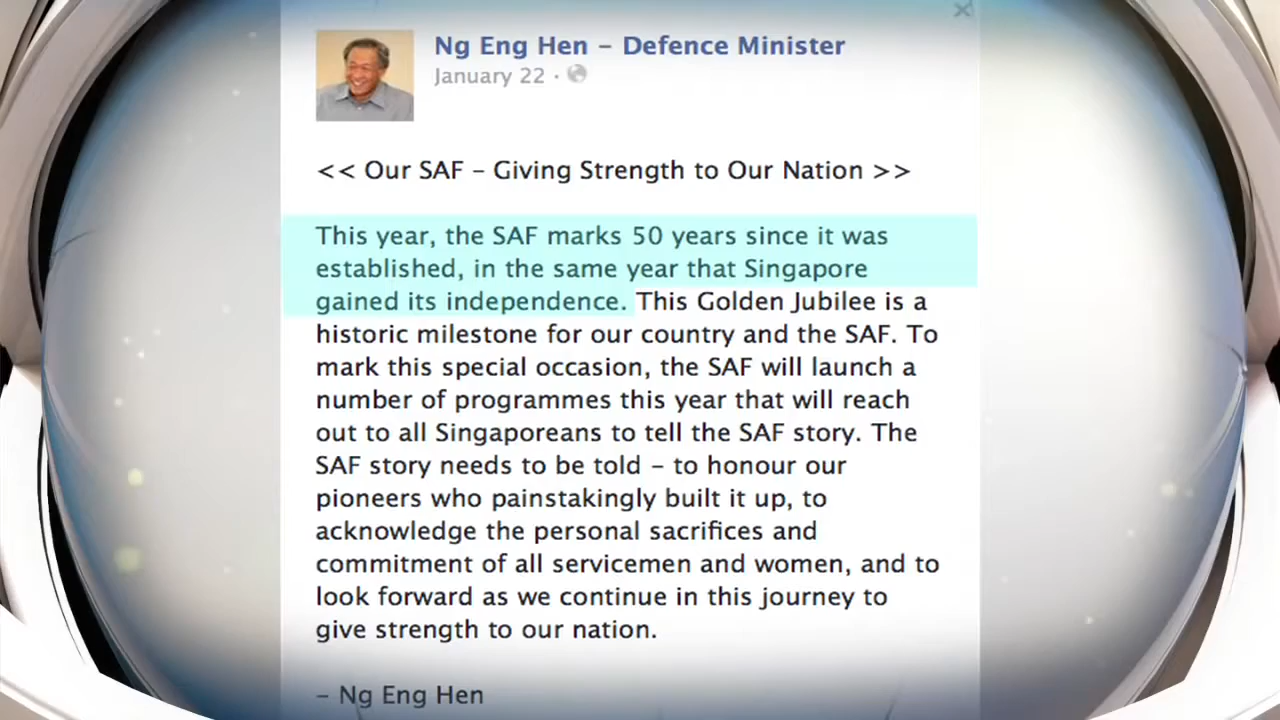 Ng Eng Hen – Defence Minister
January 22 ·
<< Our SAF – Giving Strength to Our Nation >>
This year, the SAF marks 50 years since it was
established, in the same year that Singapore
gained its independence. This Golden Jubilee is a
historic milestone for our country and the SAF. To
mark this special occasion, the SAF will launch a
number of programmes this year that will reach
out to all Singaporeans to tell the SAF story. The
SAF story needs to be told – to honour our
pioneers who painstakingly built it up, to
acknowledge the personal sacrifices and
commitment of all servicemen and women, and to
look forward as we continue in this journey to
give strength to our nation.
– Ng Eng Hen